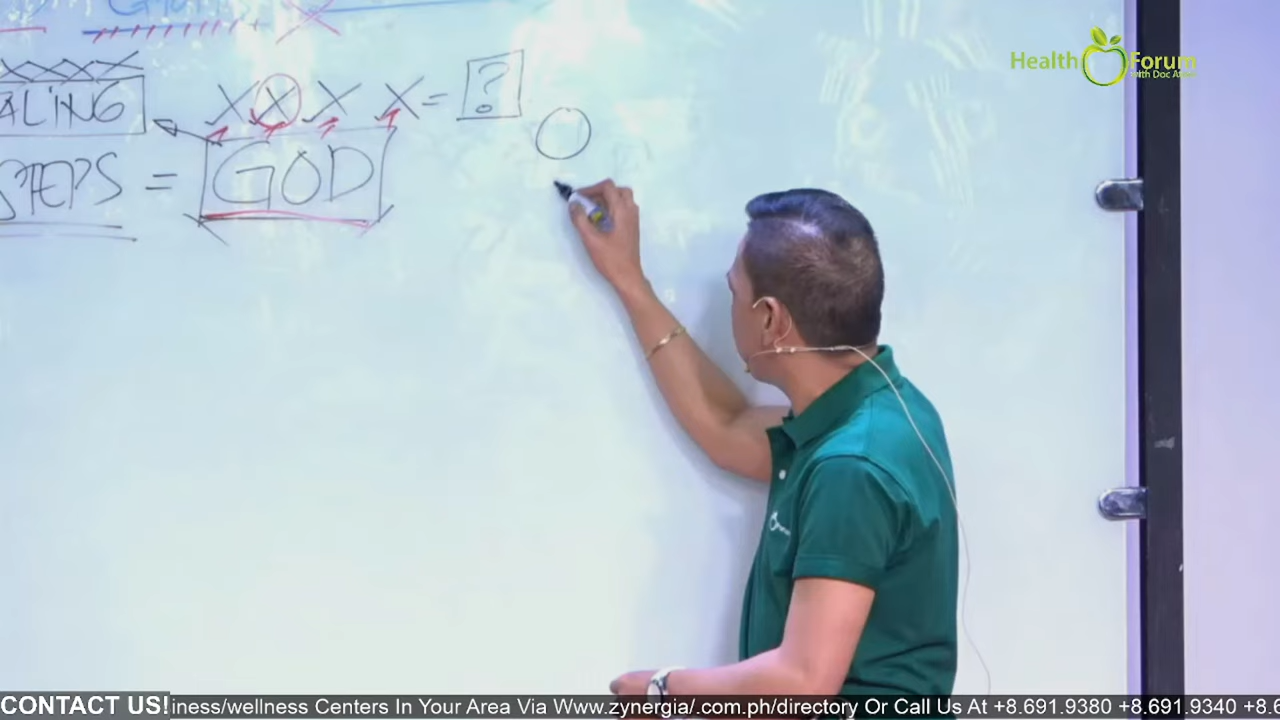 Health Forum
with Doc Atoie
ALING X X X X = ?
STEPS = GOD
CONTACT US! iness/wellness Centers In Your Area Via Www.zynergia/.com.ph/directory Or Call Us At +8.691.9380 +8.691.9340 +8.6